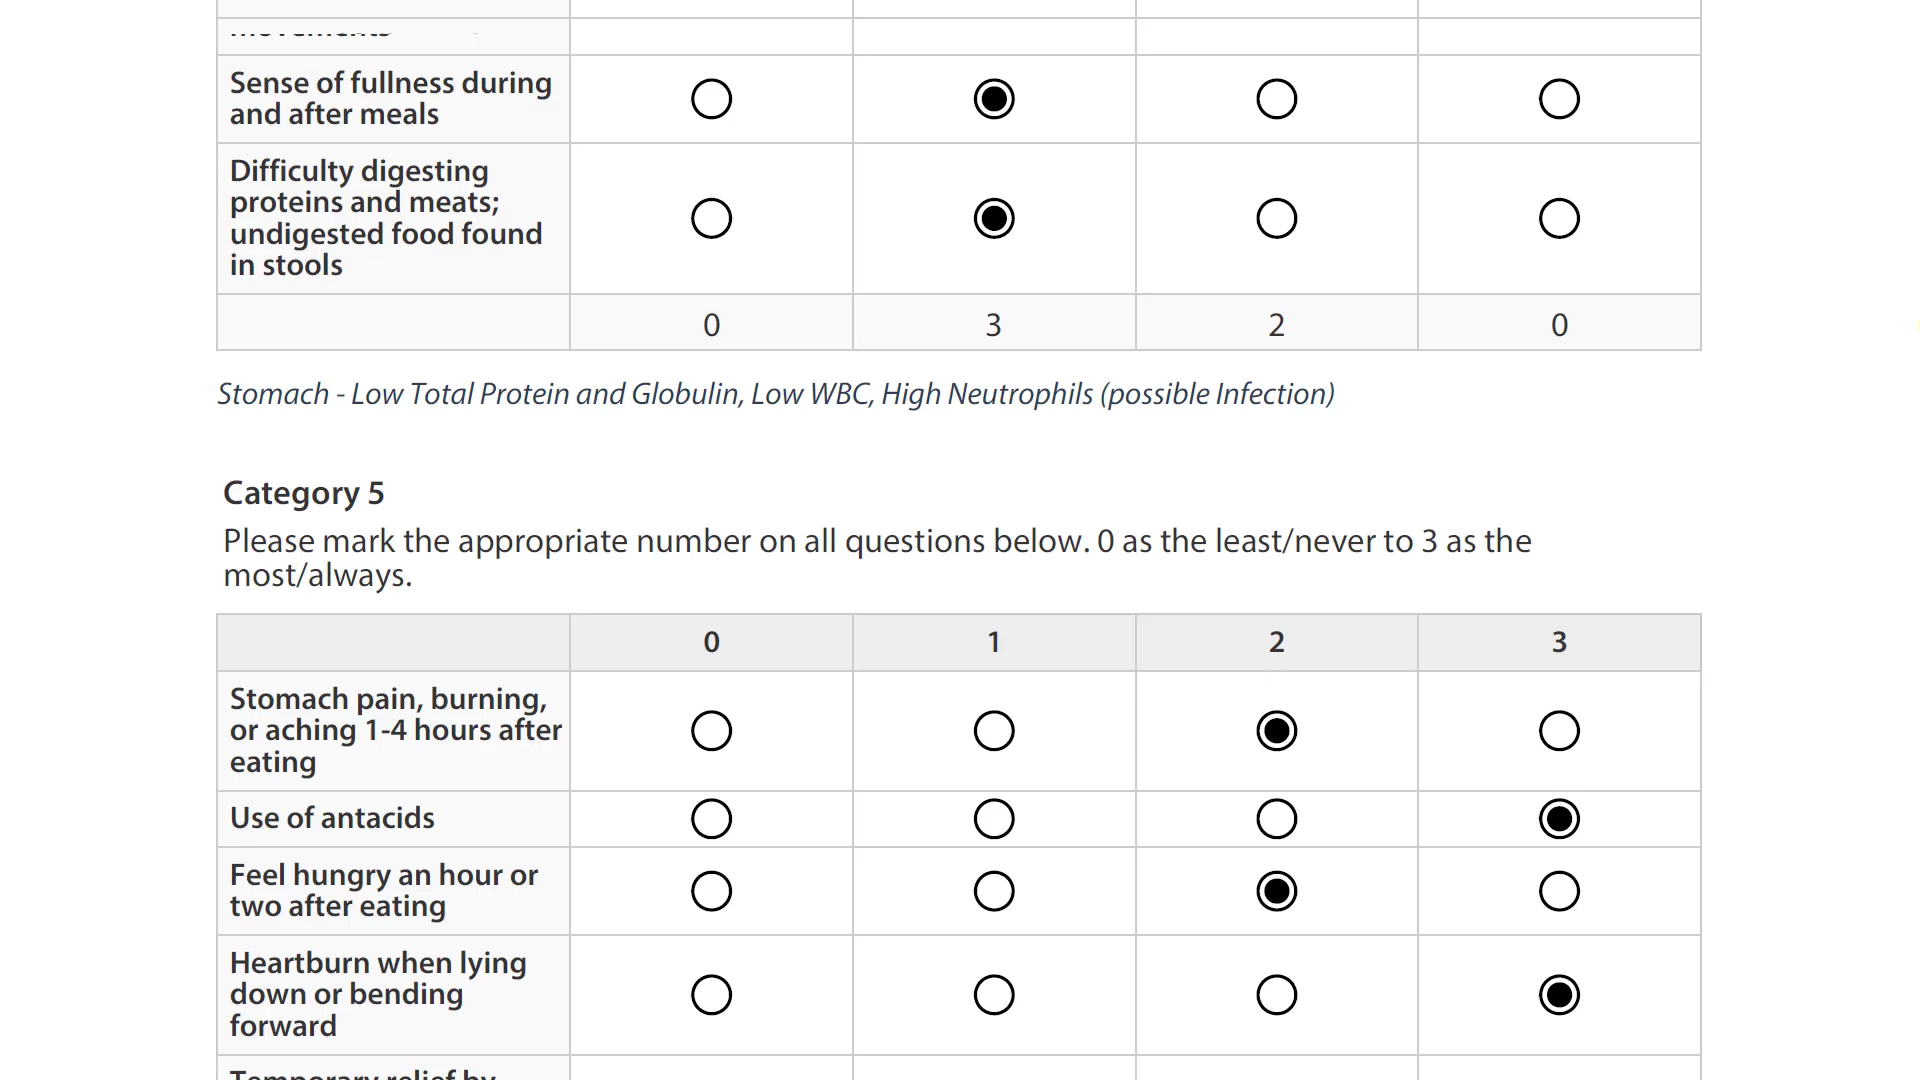 Sense of fullness during
and after meals
Difficulty digesting
proteins and meats;
undigested food found
in stools
0 3 2 0
Stomach - Low Total Protein and Globulin, Low WBC, High Neutrophils (possible Infection)
Category 5
Please mark the appropriate number on all questions below. 0 as the least/never to 3 as the
most/always.
0 1 2 3
Stomach pain, burning,
or aching 1-4 hours after
eating
Use of antacids
Feel hungry an hour or
two after eating
Heartburn when lying
down or bending
forward
Temporary relief by